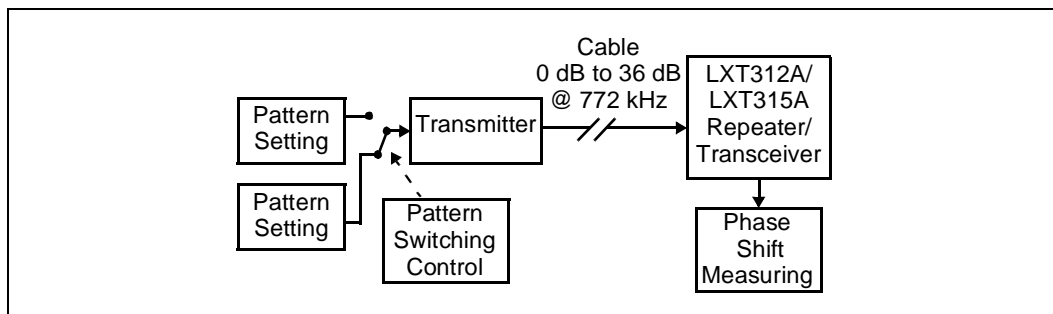 Pattern
Setting
Pattern
Setting
Pattern
Switching
Control
Transmitter
Cable
0 dB to 36 dB
@ 772 kHz
LXT312A/
LXT315A
Repeater/
Transceiver
Phase
Shift
Measuring